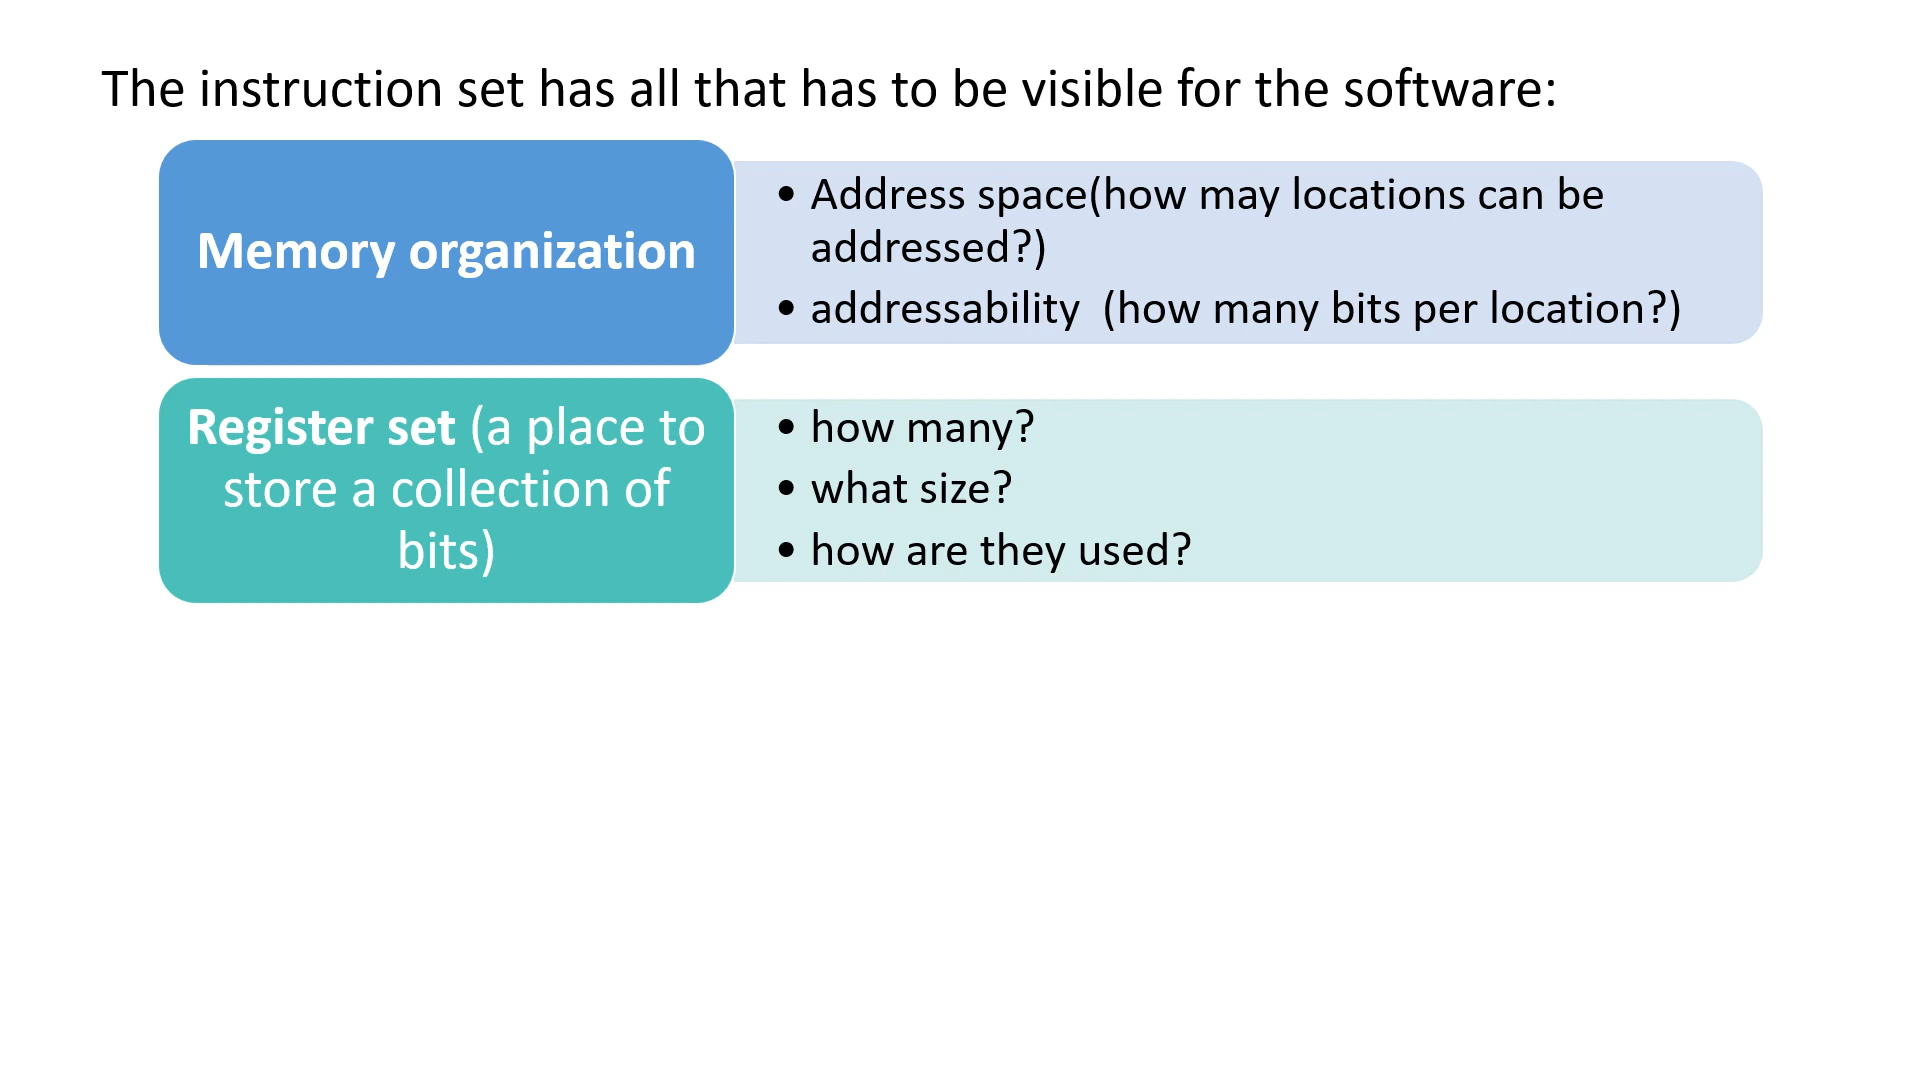 The instruction set has all that has to be visible for the software:
Memory organization
• Address space(how may locations can be
addressed?)
• addressability  (how many bits per location?)
Register set (a place to
store a collection of
bits)
• how many?
• what size?
• how are they used?